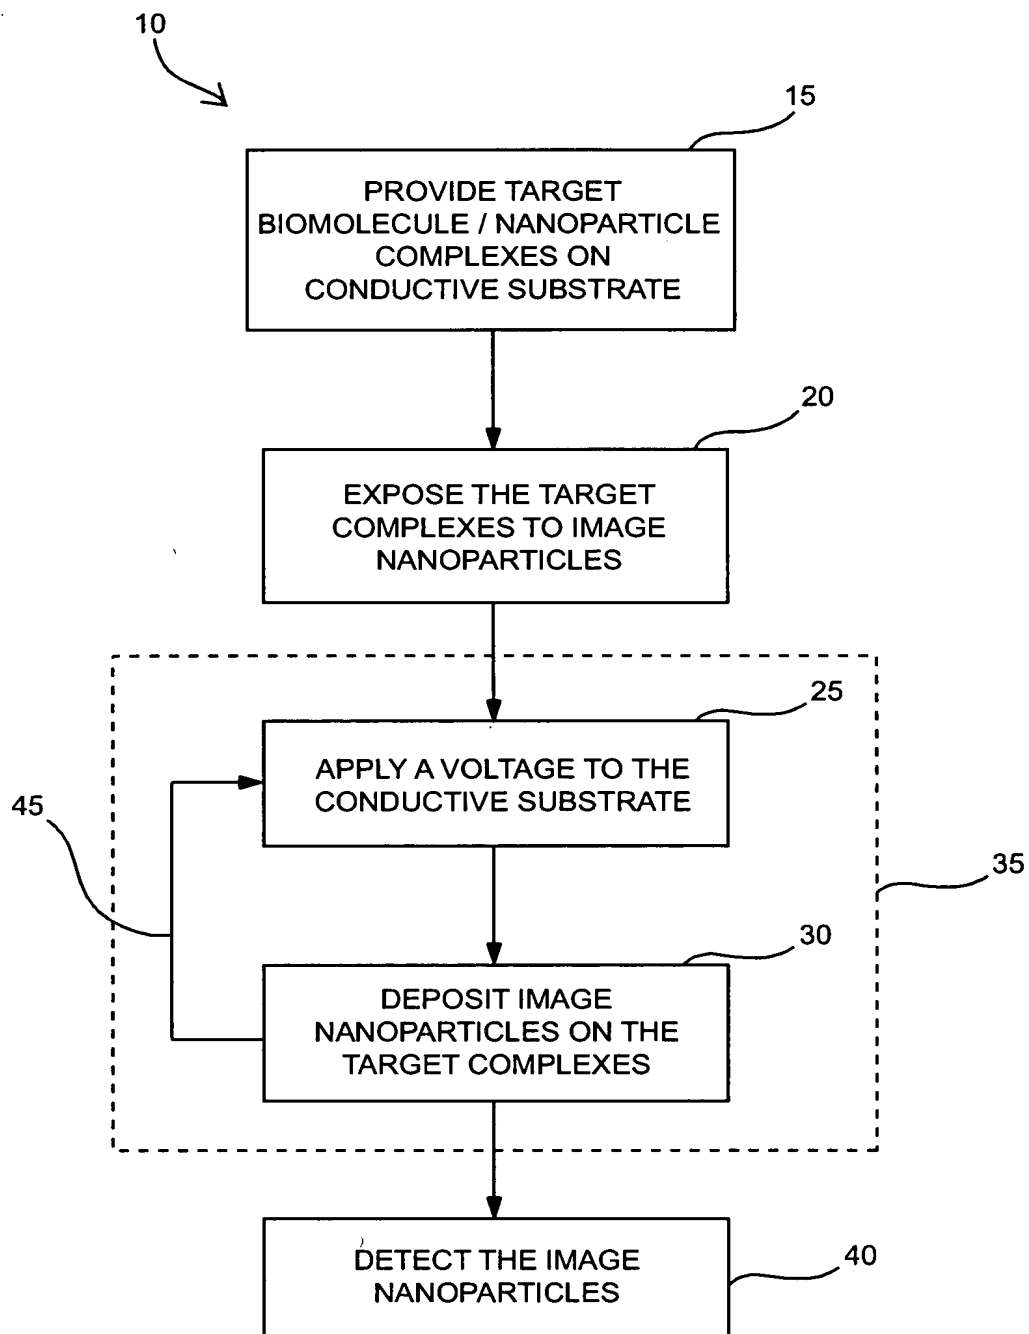 10
15
PROVIDE TARGET
BIOMOLECULE / NANOPARTICLE
COMPLEXES ON
CONDUCTIVE SUBSTRATE
20
EXPOSE THE TARGET
COMPLEXES TO IMAGE
NANOPARTICLES
25
APPLY A VOLTAGE TO THE
CONDUCTIVE SUBSTRATE
45
35
30
DEPOSIT IMAGE
NANOPARTICLES ON THE
TARGET COMPLEXES
40
DETECT THE IMAGE
NANOPARTICLES